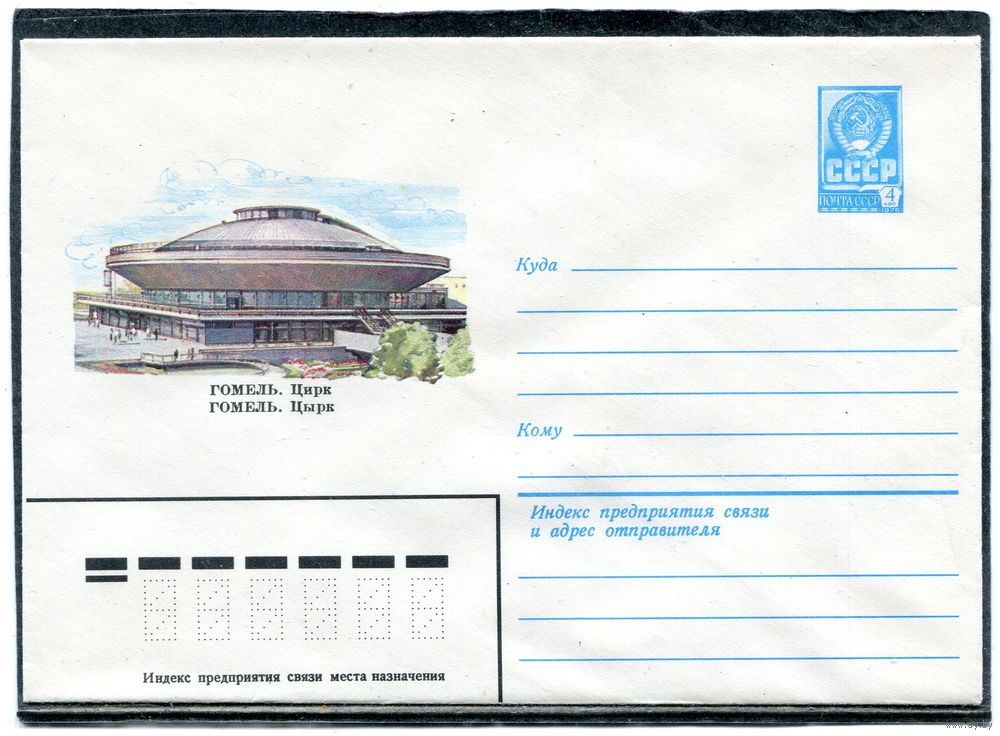 СССР
ПОЧТА СССР 4 КОП
1976
ГОМЕЛЬ. Цирк
ГОМЕЛЬ. Цырк
Куда
Кому
Индекс предприятия связи
и адрес отправителя
Индекс предприятия связи места назначения